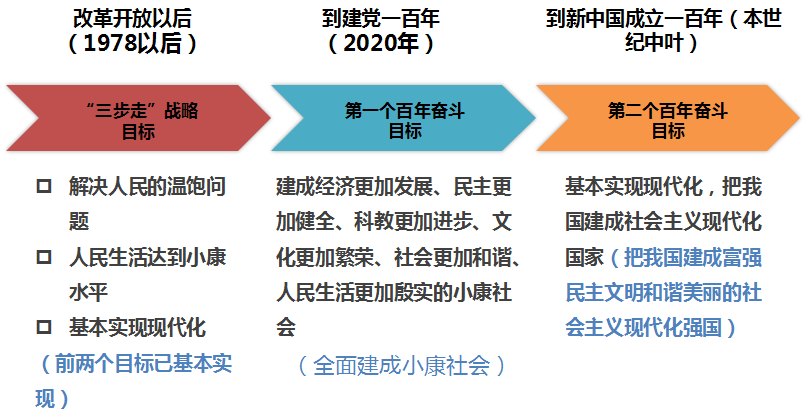 改革开放以后
（1978以后）
到建党一百年
（2020年）
到新中国成立一百年（本世
纪中叶）
“三步走”战略
目标
第一个百年奋斗
目标
第二个百年奋斗
目标
解决人民的温饱问
题
人民生活达到小康
水平
基本实现现代化
（前两个目标已基本实
现）
建成经济更加发展、民主更
加健全、科教更加进步、文
化更加繁荣、社会更加和谐、
人民生活更加殷实的小康社
会
（全面建成小康社会）
基本实现现代化，把我
国建成社会主义现代化
国家（把我国建成富强
民主文明和谐美丽的社
会主义现代化强国）